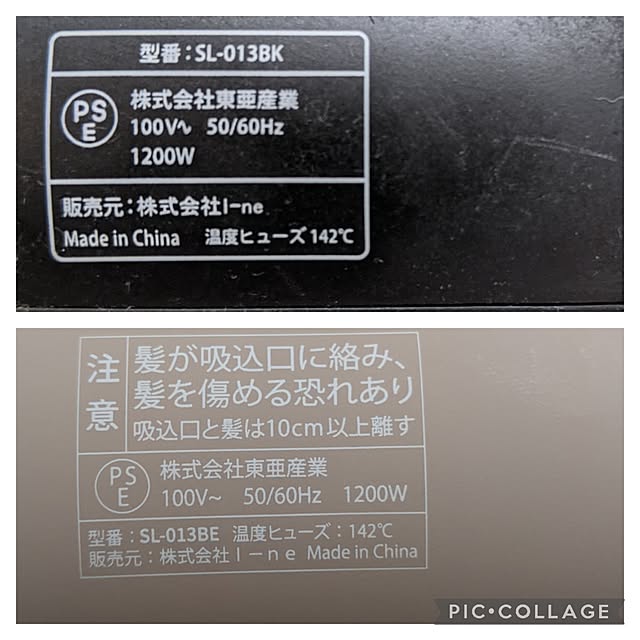 型番：SL-013BK
PS
E
株式会社東亜産業
100V∿ 50/60Hz
1200W
販売元：株式会社I-ne
Made in China 温度ヒューズ142℃
注意
髪が吸込口に絡み、
髪を傷める恐れあり
吸込口と髪は10cm以上離す
PS
E
株式会社東亜産業
100V~ 50/60Hz 1200W
型番：SL-013BE 温度ヒューズ：142℃
販売元：株式会社I-ne Made in China
PIC•COLLAGE